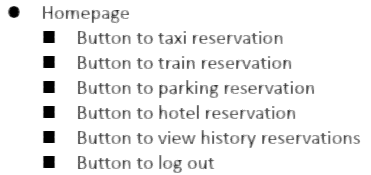 ● Homepage
■ Button to taxi reservation
■ Button to train reservation
■ Button to parking reservation
■ Button to hotel reservation
■ Button to view history reservations
■ Button to log out